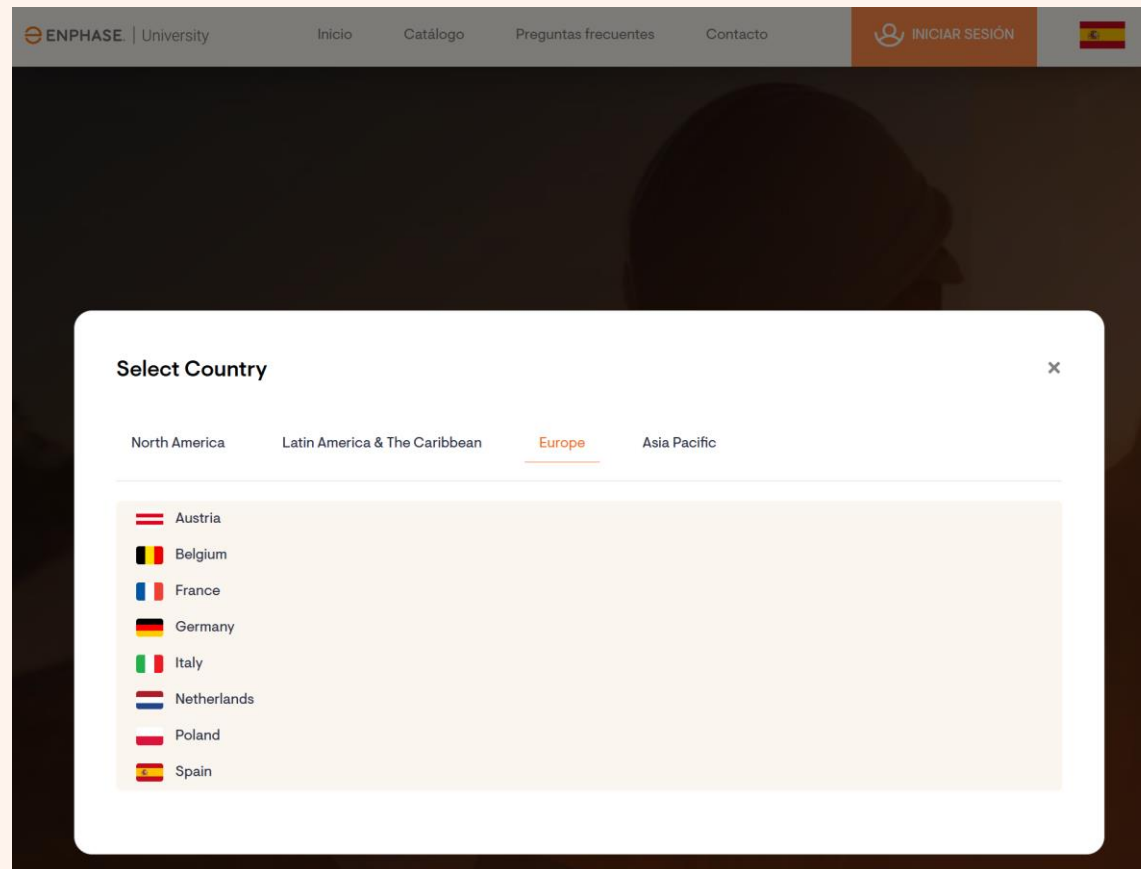 ENPHASE. | University Inicio Catálogo Preguntas frecuentes Contacto INICIAR SESIÓN
Select Country ×
North America Latin America & The Caribbean Europe Asia Pacific
Austria
Belgium
France
Germany
Italy
Netherlands
Poland
Spain